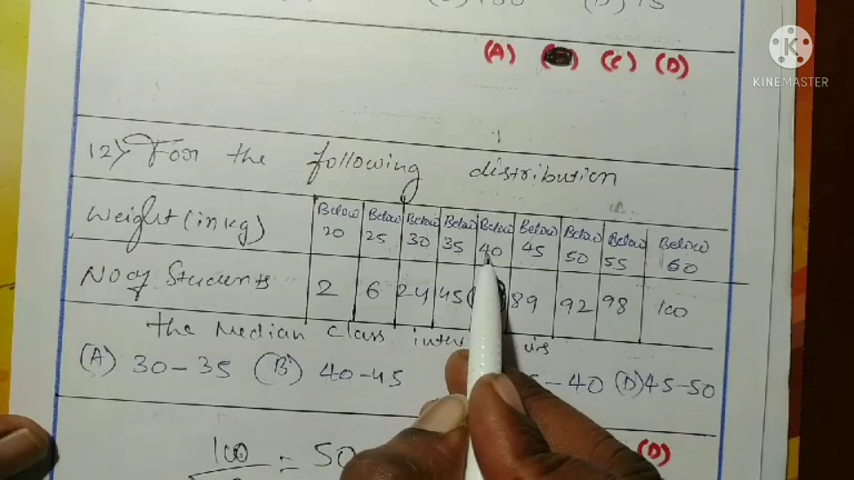 (C) 100 (D) 75
(A) (C) (D)
KINEMASTER
12) For the following distribution
Weight (in kg) Below 20 Below 25 Below 30 Below 35 Below 40 Below 45 Below 50 Below 55 Below 60
No of Students 2 6 24 45 89 92 98 100
the Median class
(A) 30-35 (B) 40-45 - 40 (D) 45-50
100 = 50
(D)